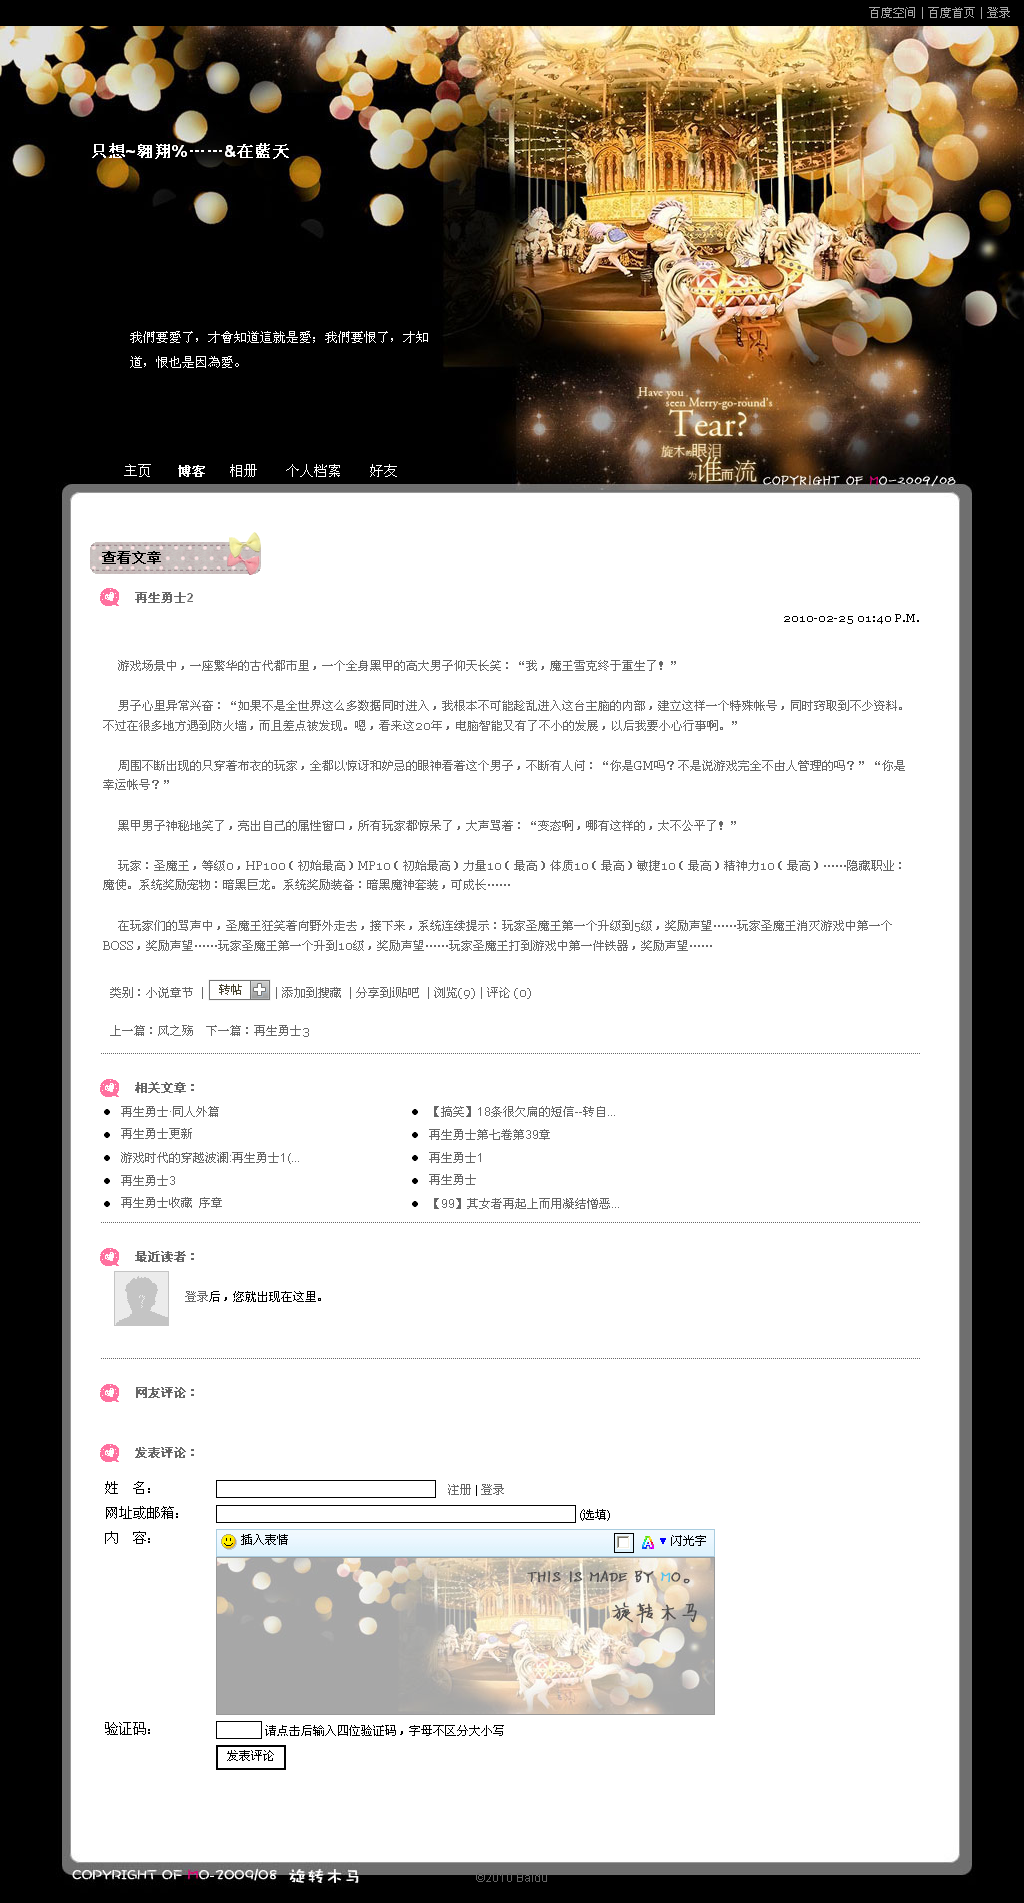 百度空间 | 百度首页 | 登录
只想~翱翔%……&在藍天
我們要愛了，才會知道這就是愛；我們要恨了，才知
道，恨也是因為愛。
Have you
seen Merry-go-round's
Tear?
旋木的眼泪
为谁而流
主页 博客 相册 个人档案 好友
COPYRIGHT OF MO-2009/08
查看文章
再生勇士2
2010-02-25 01:40 P.M.
游戏场景中，一座繁华的古代都市里，一个全身黑甲的高大男子仰天长笑：“我，魔王雪克终于重生了！”
男子心里异常兴奋：“如果不是全世界这么多数据同时进入，我根本不可能趁乱进入这台主脑的内部，建立这样一个特殊帐号，同时窃取到不少资料。
不过在很多地方遇到防火墙，而且差点被发现。嗯，看来这20年，电脑智能又有了不小的发展，以后我要小心行事啊。”
周围不断出现的只穿着布衣的玩家，全都以惊讶和妒忌的眼神看着这个男子，不断有人问：“你是GM吗？不是说游戏完全不由人管理的吗？”“你是
幸运帐号？”
黑甲男子神秘地笑了，亮出自己的属性窗口，所有玩家都惊呆了，大声骂着：“变态啊，哪有这样的，太不公平了！”
玩家：圣魔王，等级0，HP100（初始最高）MP10（初始最高）力量10（最高）体质10（最高）敏捷10（最高）精神力10（最高）……隐藏职业：
魔使。系统奖励宠物：暗黑巨龙。系统奖励装备：暗黑魔神套装，可成长……
在玩家们的骂声中，圣魔王狂笑着向野外走去，接下来，系统连续提示：玩家圣魔王第一个升级到5级，奖励声望……玩家圣魔王消灭游戏中第一个
BOSS，奖励声望……玩家圣魔王第一个升到10级，奖励声望……玩家圣魔王打到游戏中第一件铁器，奖励声望……
类别：小说章节 | 转帖 | 添加到搜藏 | 分享到i贴吧 | 浏览(9) | 评论 (0)
上一篇：风之殇 下一篇：再生勇士3
相关文章：
再生勇士·同人外篇 【搞笑】18条很欠扁的短信--转自...
再生勇士更新 再生勇士第七卷第39章
游戏时代的穿越波澜:再生勇士1(... 再生勇士1
再生勇士3 再生勇士
再生勇士收藏 序章 【99】其女者再起上而用凝结憎恶...
最近读者：
登录后，您就出现在这里。
网友评论：
发表评论：
姓 名： 注册 | 登录
网址或邮箱： (选填)
内 容： 插入表情 闪光字
THIS IS MADE BY MO。
旋转木马
验证码： 请点击后输入四位验证码，字母不区分大小写
发表评论
COPYRIGHT OF MO-2009/08 旋转木马
©2010 Baidu